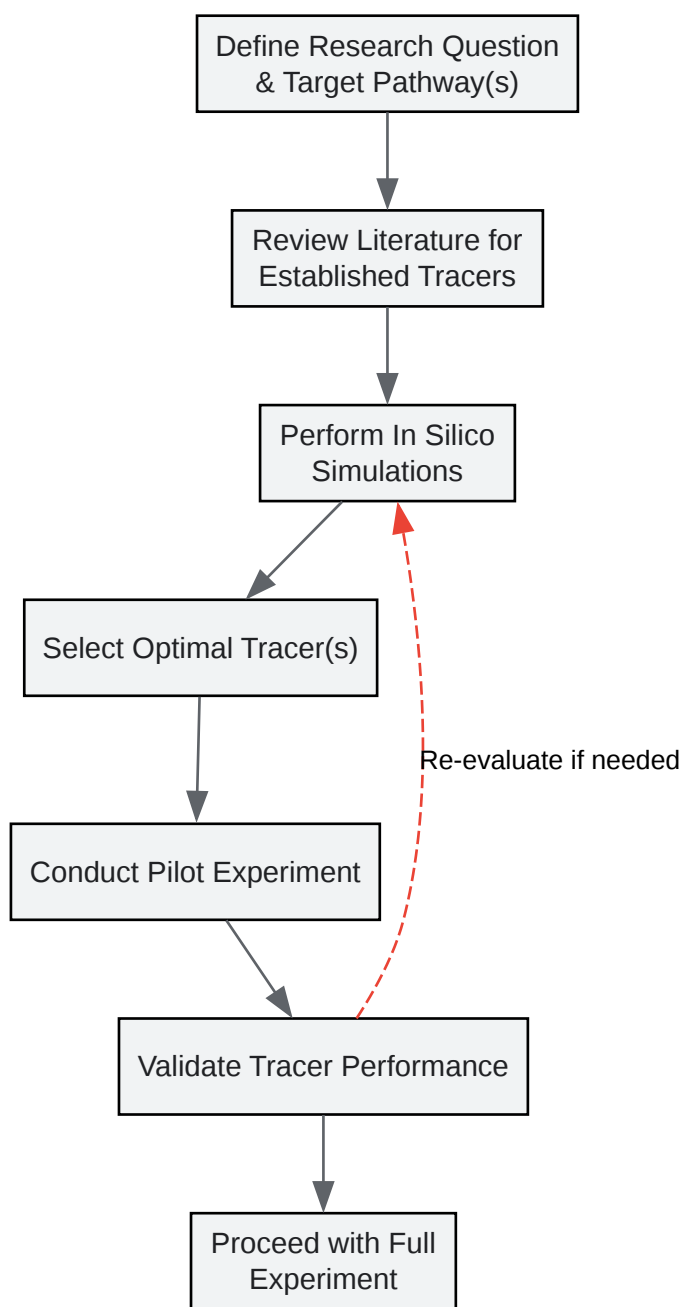 Define Research Question
& Target Pathway(s)
Review Literature for
Established Tracers
Perform In Silico
Simulations
Select Optimal Tracer(s)
Re-evaluate if needed
Conduct Pilot Experiment
Validate Tracer Performance
Proceed with Full
Experiment